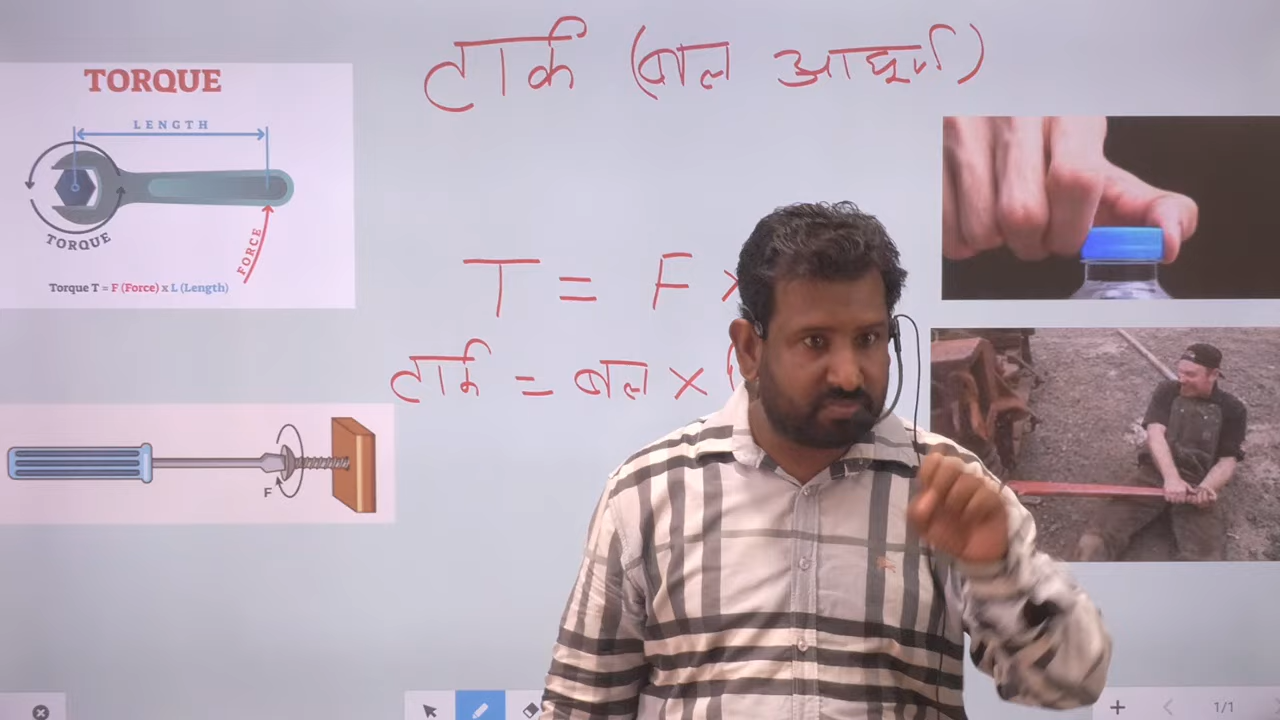 टार्क (बल आघूर्ण)
TORQUE
LENGTH
TORQUE
FORCE
Torque T = F (Force) x L (Length)
T = F ×
टार्क = बल ×
F
1/1